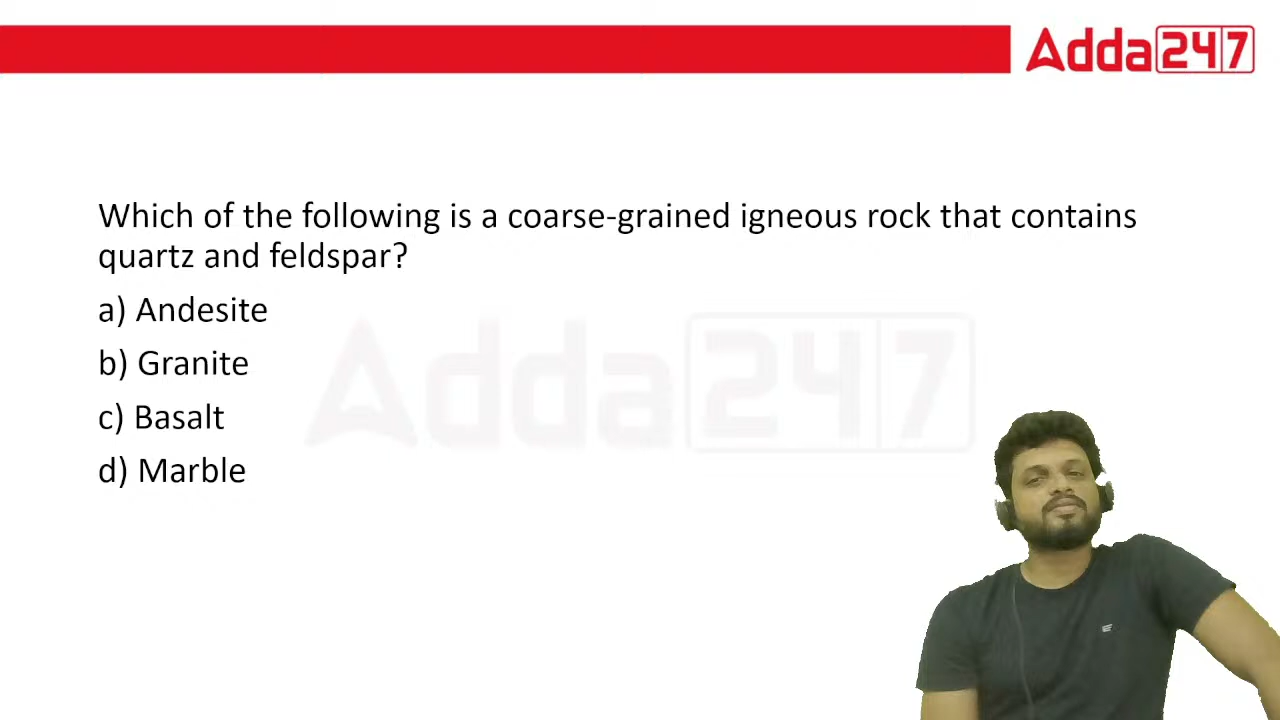 Adda247
Which of the following is a coarse-grained igneous rock that contains
quartz and feldspar?
a) Andesite
b) Granite
c) Basalt
d) Marble
Adda247